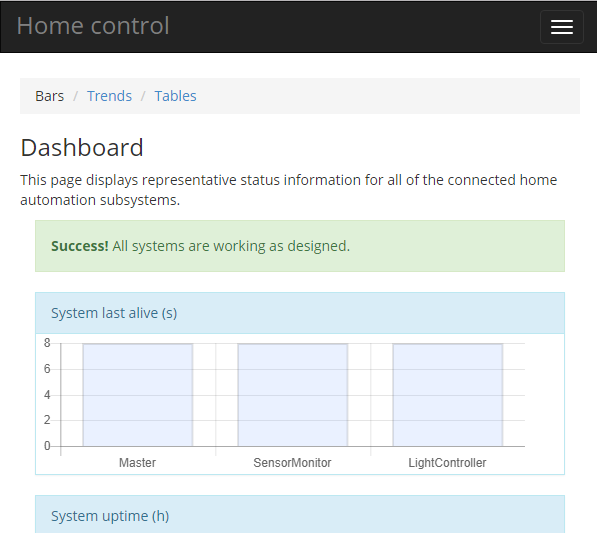 Home control
Bars / Trends / Tables
Dashboard
This page displays representative status information for all of the connected home
automation subsystems.
Success! All systems are working as designed.
System last alive (s)
8
6
4
2
0
Master SensorMonitor LightController
System uptime (h)